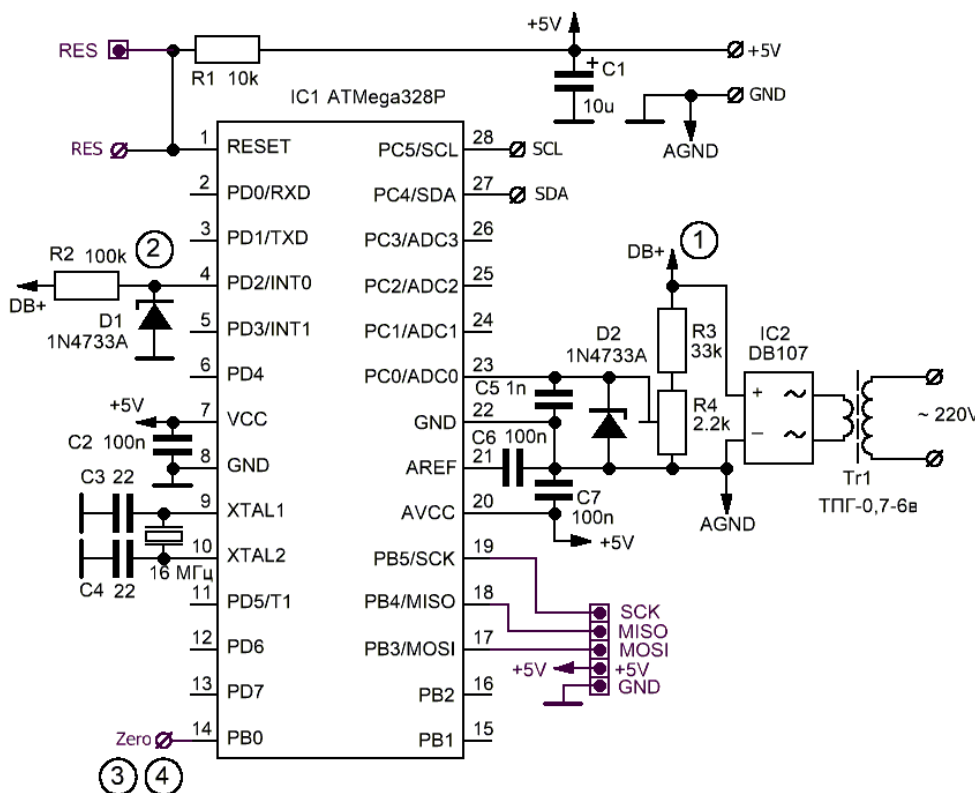 +5V
RES
R1 10k
+ C1
10u
+5V
GND
AGND
IC1 ATMega328P
RES
1 RESET
2 PD0/RXD
3 PD1/TXD
4 PD2/INT0
5 PD3/INT1
6 PD4
7 VCC
8 GND
9 XTAL1
10 XTAL2
11 PD5/T1
12 PD6
13 PD7
14 PB0
PC5/SCL 28
SCL
PC4/SDA 27
SDA
PC3/ADC3 26
PC2/ADC2 25
PC1/ADC1 24
PC0/ADC0 23
GND 22
AREF 21
AVCC 20
PB5/SCK 19
PB4/MISO 18
PB3/MOSI 17
PB2 16
PB1 15
R2 100k
2
DB+
D1
1N4733A
+5V
C2 100n
C3 22
C4 22
16 МГц
Zero
3 4
DB+
1
D2
1N4733A
R3
33k
R4
2.2k
C5 1n
C6 100n
C7
100n
+5V
AGND
IC2
DB107
+ ~
– ~
~ 220V
Tr1
ТПГ-0,7-6в
SCK
MISO
MOSI
+5V
+5V
GND